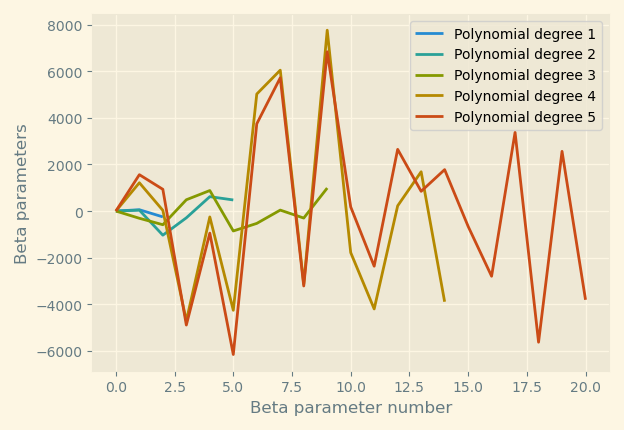 8000
6000
4000
2000
0
−2000
−4000
−6000
Beta parameters
Polynomial degree 1
Polynomial degree 2
Polynomial degree 3
Polynomial degree 4
Polynomial degree 5
0.0 2.5 5.0 7.5 10.0 12.5 15.0 17.5 20.0
Beta parameter number